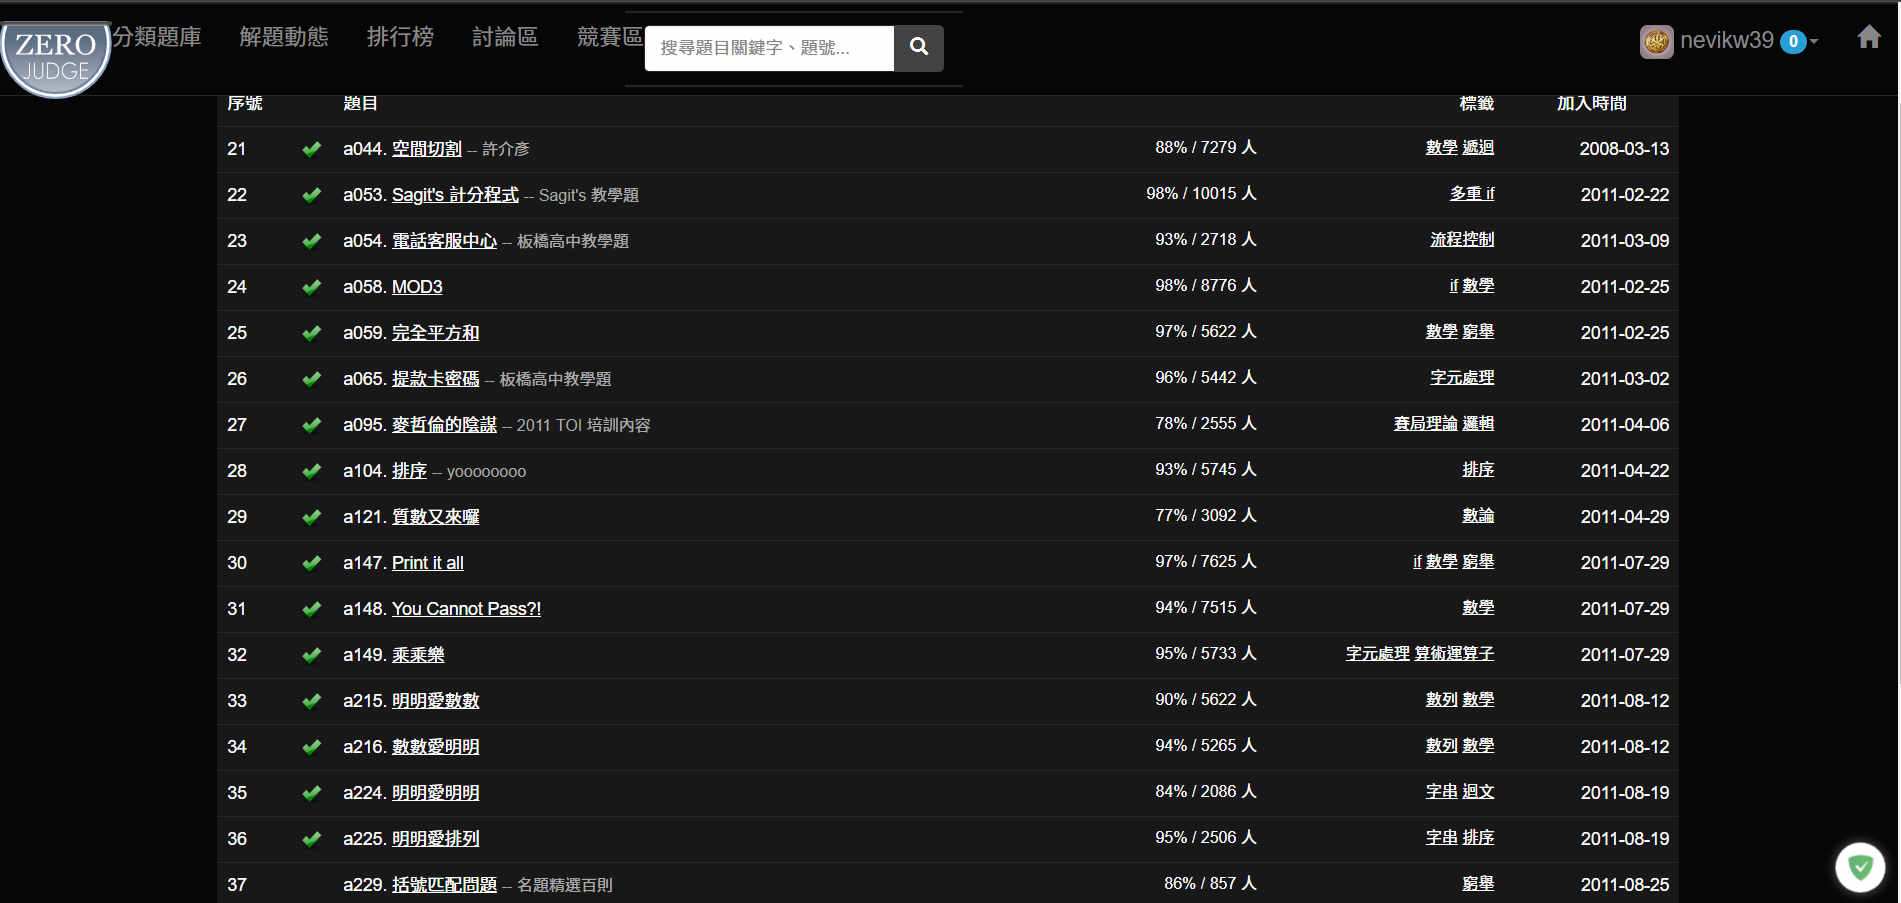 ZERO
JUDGE
分類題庫 解題動態 排行榜 討論區 競賽區
搜尋題目關鍵字、題號...
nevikw39 0
序號 題目 標籤 加入時間
21 a044. 空間切割 -- 許介彥 88% / 7279 人 數學 遞迴 2008-03-13
22 a053. Sagit's 計分程式 -- Sagit's 教學題 98% / 10015 人 多重 if 2011-02-22
23 a054. 電話客服中心 -- 板橋高中教學題 93% / 2718 人 流程控制 2011-03-09
24 a058. MOD3 98% / 8776 人 if 數學 2011-02-25
25 a059. 完全平方和 97% / 5622 人 數學 窮舉 2011-02-25
26 a065. 提款卡密碼 -- 板橋高中教學題 96% / 5442 人 字元處理 2011-03-02
27 a095. 麥哲倫的陰謀 -- 2011 TOI 培訓內容 78% / 2555 人 賽局理論 邏輯 2011-04-06
28 a104. 排序 -- yoooooooo 93% / 5745 人 排序 2011-04-22
29 a121. 質數又來囉 77% / 3092 人 數論 2011-04-29
30 a147. Print it all 97% / 7625 人 if 數學 窮舉 2011-07-29
31 a148. You Cannot Pass?! 94% / 7515 人 數學 2011-07-29
32 a149. 乘乘樂 95% / 5733 人 字元處理 算術運算子 2011-07-29
33 a215. 明明愛數數 90% / 5622 人 數列 數學 2011-08-12
34 a216. 數數愛明明 94% / 5265 人 數列 數學 2011-08-12
35 a224. 明明愛明明 84% / 2086 人 字串 迴文 2011-08-19
36 a225. 明明愛排列 95% / 2506 人 字串 排序 2011-08-19
37 a229. 括號匹配問題 -- 名題精選百則 86% / 857 人 窮舉 2011-08-25